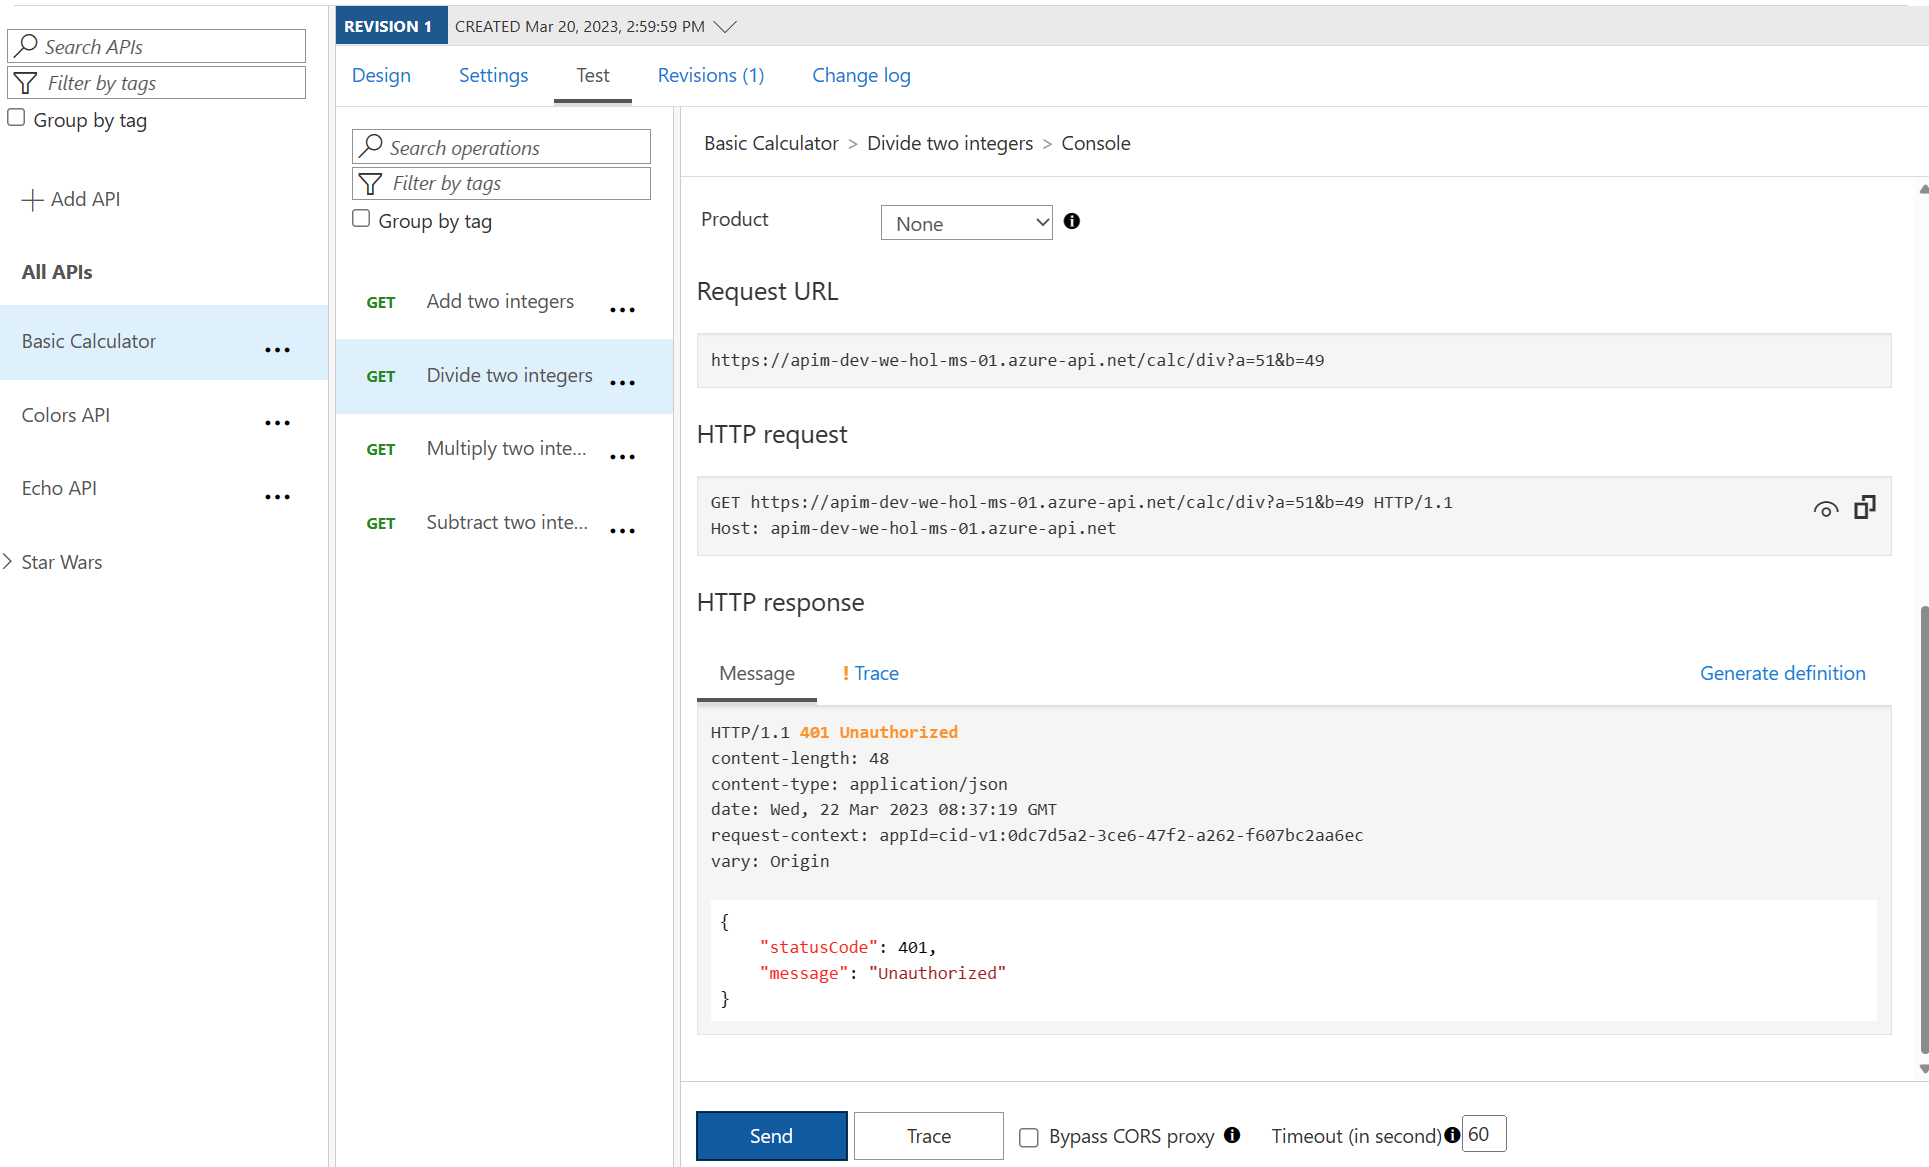 Search APIs
Filter by tags
Group by tag
Add API
All APIs
Basic Calculator
Colors API
Echo API
Star Wars
REVISION 1 CREATED Mar 20, 2023, 2:59:59 PM
Design Settings Test Revisions (1) Change log
Search operations
Filter by tags
Group by tag
GET Add two integers
GET Divide two integers
GET Multiply two inte...
GET Subtract two inte...
Basic Calculator > Divide two integers > Console
Product None
Request URL
https://apim-dev-we-hol-ms-01.azure-api.net/calc/div?a=51&b=49
HTTP request
GET https://apim-dev-we-hol-ms-01.azure-api.net/calc/div?a=51&b=49 HTTP/1.1
Host: apim-dev-we-hol-ms-01.azure-api.net
HTTP response
Message ! Trace Generate definition
HTTP/1.1 401 Unauthorized
content-length: 48
content-type: application/json
date: Wed, 22 Mar 2023 08:37:19 GMT
request-context: appId=cid-v1:0dc7d5a2-3ce6-47f2-a262-f607bc2aa6ec
vary: Origin
{
    "statusCode": 401,
    "message": "Unauthorized"
}
Send Trace Bypass CORS proxy Timeout (in second) 60